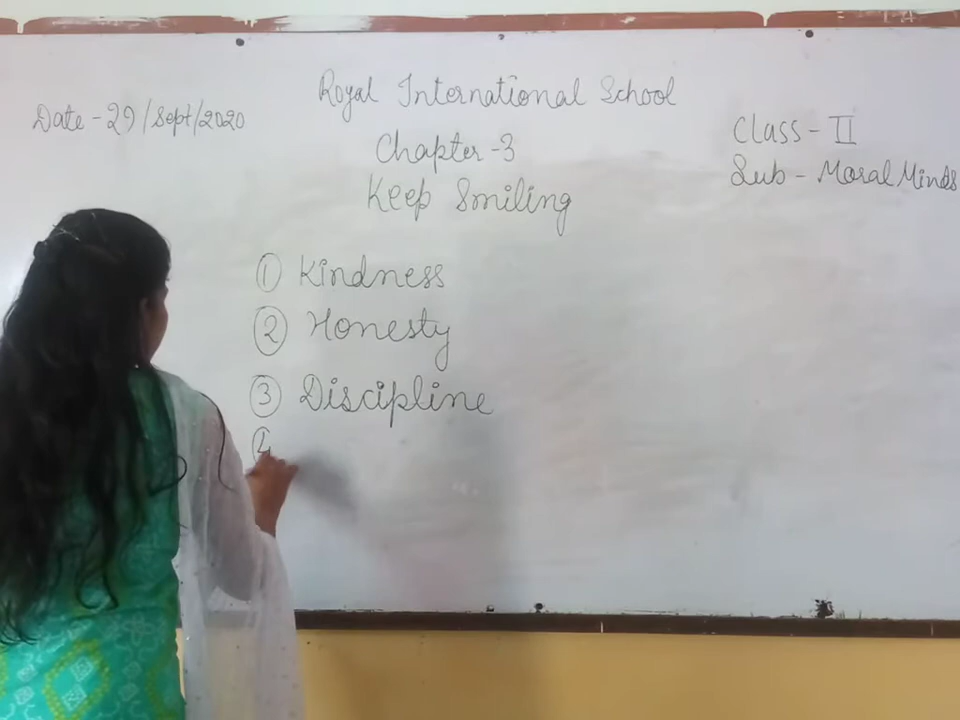 Royal International School
Date - 29/Sept/2020
Class - II
Chapter - 3
Sub - Moral Minds
Keep Smiling
① Kindness
② Honesty
③ Discipline
④